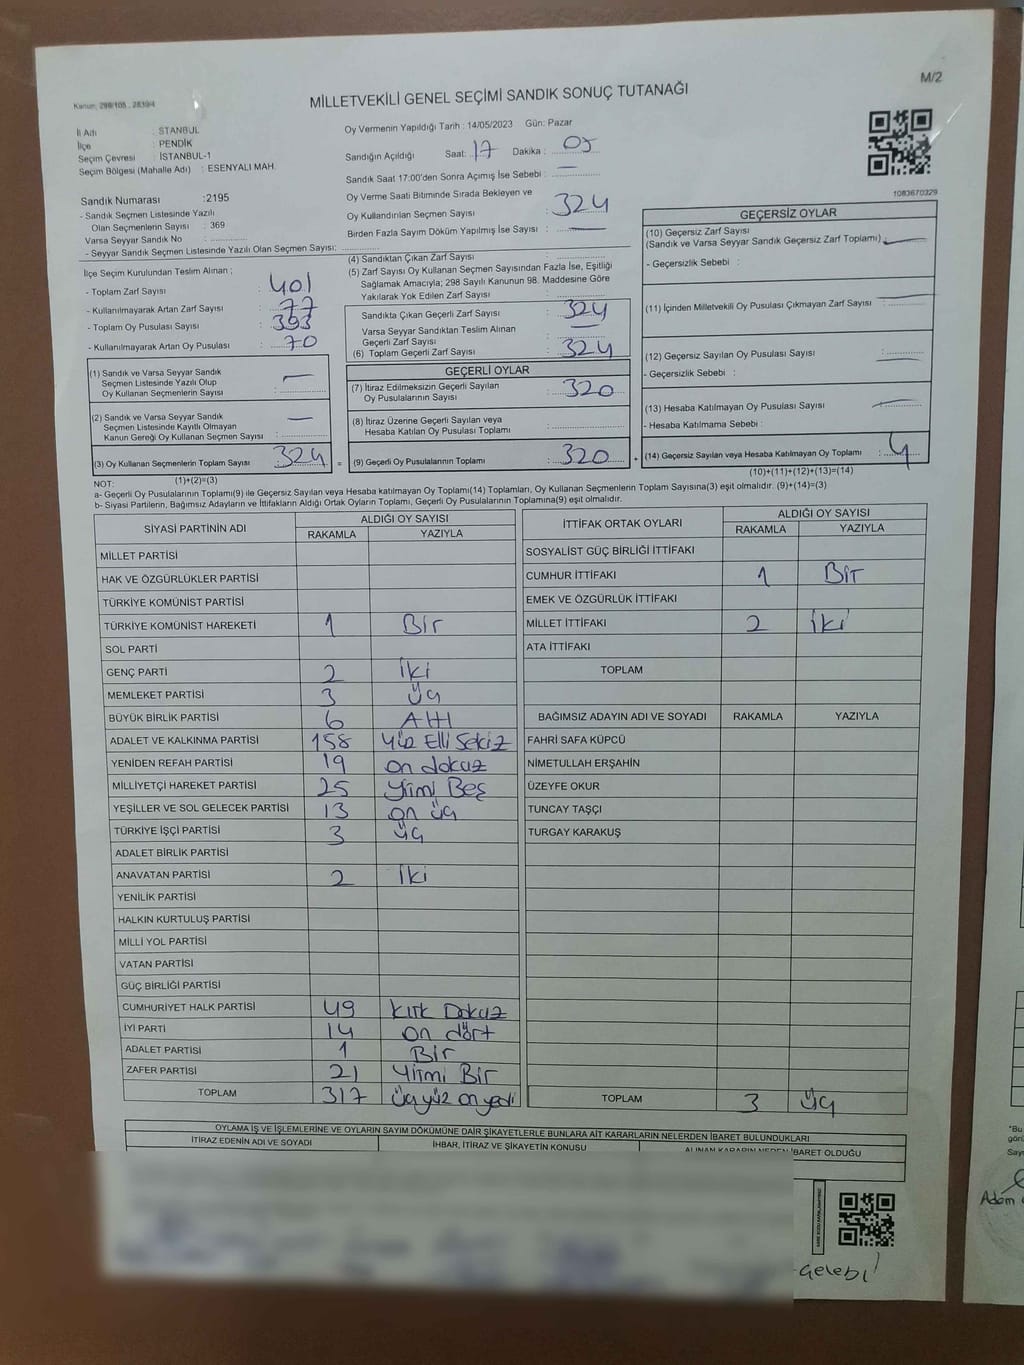 M/2
Kanun: 298/105 , 2839/4
MİLLETVEKİLİ GENEL SEÇİMİ SANDIK SONUÇ TUTANAĞI
İl Adı : STANBUL
İlçe : PENDİK
Seçim Çevresi : İSTANBUL-1
Seçim Bölgesi (Mahalle Adı) : ESENYALI MAH.
Oy Vermenin Yapıldığı Tarih : 14/05/2023 Gün: Pazar
Sandığın Açıldığı Saat: 17 Dakika : 05
Sandık Saat 17:00'den Sonra Açımış İse Sebebi : —
Oy Verme Saati Bitiminde Sırada Bekleyen ve
Oy Kullandırılan Seçmen Sayısı : 324
Birden Fazla Sayım Döküm Yapılmış İse Sayısı : —
1083670329
Sandık Numarası :2195
- Sandık Seçmen Listesinde Yazılı
Olan Seçmenlerin Sayısı : 369
Varsa Seyyar Sandık No :
- Seyyar Sandık Seçmen Listesinde Yazılı Olan Seçmen Sayısı:
İlçe Seçim Kurulundan Teslim Alınan ;
- Toplam Zarf Sayısı : 401
- Kullanılmayarak Artan Zarf Sayısı : 77
- Toplam Oy Pusulası Sayısı : 393
- Kullanılmayarak Artan Oy Pusulası : 70
(4) Sandıktan Çıkan Zarf Sayısı :
(5) Zarf Sayısı Oy Kullanan Seçmen Sayısından Fazla İse, Eşitliği
Sağlamak Amacıyla; 298 Sayılı Kanunun 98. Maddesine Göre
Yakılarak Yok Edilen Zarf Sayısı :
Sandıkta Çıkan Geçerli Zarf Sayısı : 324
Varsa Seyyar Sandıktan Teslim Alınan
Geçerli Zarf Sayısı : —
(6) Toplam Geçerli Zarf Sayısı : 324
GEÇERSİZ OYLAR
(10) Geçersiz Zarf Sayısı
(Sandık ve Varsa Seyyar Sandık Geçersiz Zarf Toplamı) : —
- Geçersizlik Sebebi :
(11) İçinden Milletvekili Oy Pusulası Çıkmayan Zarf Sayısı : —
(12) Geçersiz Sayılan Oy Pusulası Sayısı : —
- Geçersizlik Sebebi :
(13) Hesaba Katılmayan Oy Pusulası Sayısı : —
- Hesaba Katılmama Sebebi :
(14) Geçersiz Sayılan veya Hesaba Katılmayan Oy Toplamı : 4
(10)+(11)+(12)+(13)=(14)
(1) Sandık ve Varsa Seyyar Sandık
Seçmen Listesinde Yazılı Olup
Oy Kullanan Seçmenlerin Sayısı : —
(2) Sandık ve Varsa Seyyar Sandık
Seçmen Listesinde Kayıtlı Olmayan
Kanun Gereği Oy Kullanan Seçmen Sayısı : —
(3) Oy Kullanan Seçmenlerin Toplam Sayısı 324 =
(1)+(2)=(3)
GEÇERLİ OYLAR
(7) İtiraz Edilmeksizin Geçerli Sayılan
Oy Pusulalarının Sayısı : 320
(8) İtiraz Üzerine Geçerli Sayılan veya
Hesaba Katılan Oy Pusulası Toplamı :
(9) Geçerli Oy Pusulalarının Toplamı : 320 +
NOT:
a- Geçerli Oy Pusulalarının Toplamı(9) ile Geçersiz Sayılan veya Hesaba katılmayan Oy Toplamı(14) Toplamları, Oy Kullanan Seçmenlerin Toplam Sayısına(3) eşit olmalıdır. (9)+(14)=(3)
b- Siyasi Partilerin, Bağımsız Adayların ve İttifakların Aldığı Ortak Oyların Toplamı, Geçerli Oy Pusulalarının Toplamına(9) eşit olmalıdır.
SİYASİ PARTİNİN ADI ALDIĞI OY SAYISI
RAKAMLA YAZIYLA
MİLLET PARTİSİ
HAK VE ÖZGÜRLÜKLER PARTİSİ
TÜRKİYE KOMÜNİST PARTİSİ
TÜRKİYE KOMÜNİST HAREKETİ 1 Bir
SOL PARTİ
GENÇ PARTİ 2 iki
MEMLEKET PARTİSİ 3 üç
BÜYÜK BİRLİK PARTİSİ 6 Altı
ADALET VE KALKINMA PARTİSİ 158 Yüz Elli Sekiz
YENİDEN REFAH PARTİSİ 19 on dokuz
MİLLİYETÇİ HAREKET PARTİSİ 25 yirmi Beş
YEŞİLLER VE SOL GELECEK PARTİSİ 13 on üç
TÜRKİYE İŞÇİ PARTİSİ 3 üç
ADALET BİRLİK PARTİSİ
ANAVATAN PARTİSİ 2 iki
YENİLİK PARTİSİ
HALKIN KURTULUŞ PARTİSİ
MİLLİ YOL PARTİSİ
VATAN PARTİSİ
GÜÇ BİRLİĞİ PARTİSİ
CUMHURİYET HALK PARTİSİ 49 kırk Dokuz
İYİ PARTİ 14 on dört
ADALET PARTİSİ 1 Bir
ZAFER PARTİSİ 21 Yirmi Bir
TOPLAM 317 üçyüz onyedi
İTTİFAK ORTAK OYLARI ALDIĞI OY SAYISI
RAKAMLA YAZIYLA
SOSYALİST GÜÇ BİRLİĞİ İTTİFAKI
CUMHUR İTTİFAKI 1 Bir
EMEK VE ÖZGÜRLÜK İTTİFAKI
MİLLET İTTİFAKI 2 iki
ATA İTTİFAKI
TOPLAM
BAĞIMSIZ ADAYIN ADI VE SOYADI RAKAMLA YAZIYLA
FAHRİ SAFA KÜPCÜ
NİMETULLAH ERŞAHİN
ÜZEYFE OKUR
TUNCAY TAŞÇI
TURGAY KARAKUŞ
TOPLAM 3 üç
OYLAMA İŞ VE İŞLEMLERİNE VE OYLARIN SAYIM DÖKÜMÜNE DAİR ŞİKAYETLERLE BUNLARA AİT KARARLARIN NELERDEN İBARET BULUNDUKLARI
İTİRAZ EDENİN ADI VE SOYADI İHBAR, İTİRAZ VE ŞİKAYETİN KONUSU ALINAN KARARIN NEDEN İBARET OLDUĞU
Çelebi
"Bu
görü
Sayı
Adem